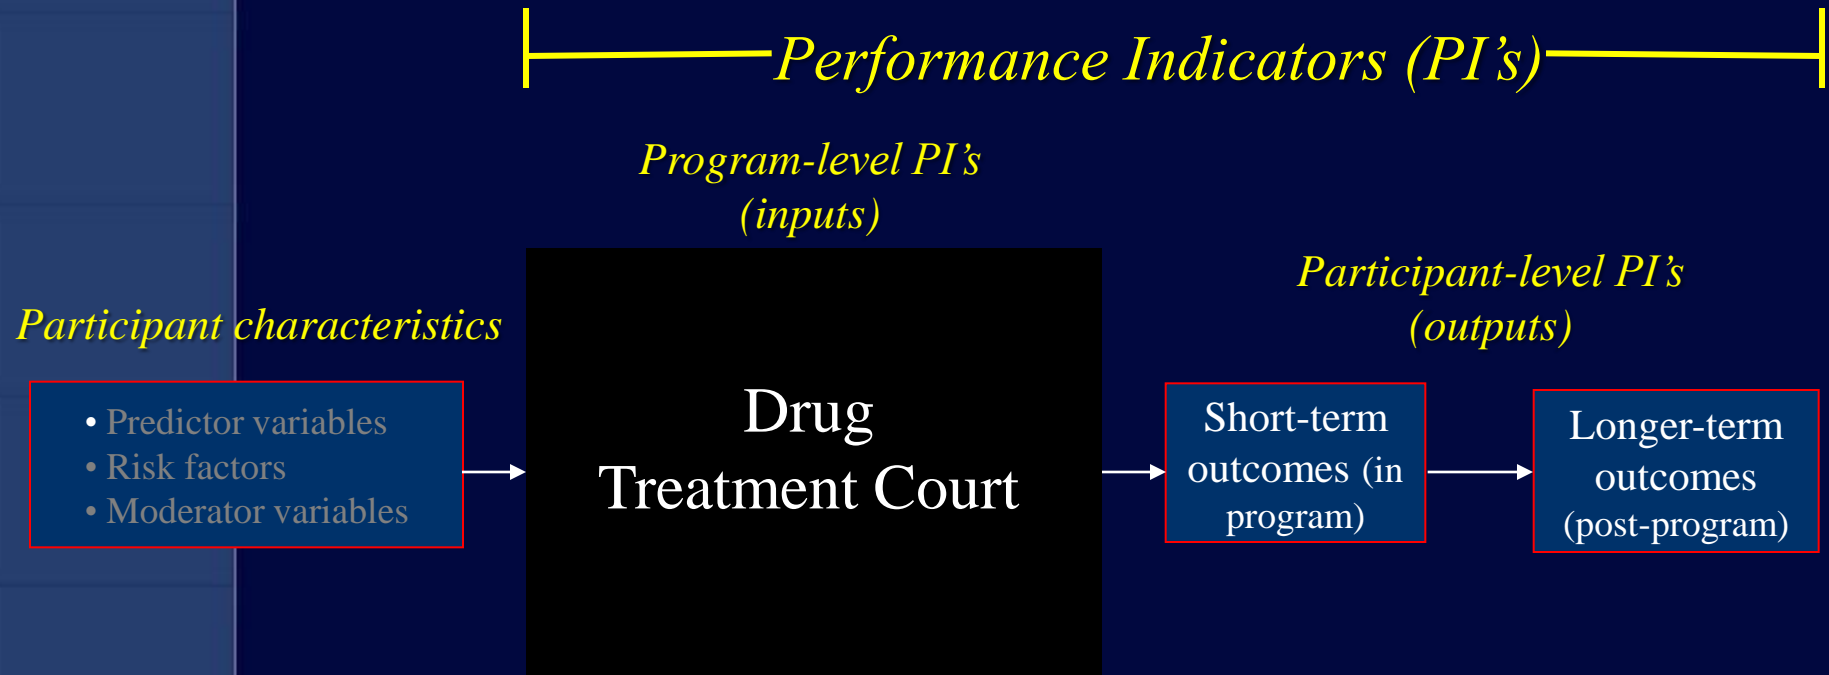 Performance Indicators (PI’s)
Program-level PI’s
(inputs)
Participant-level PI’s
(outputs)
Participant characteristics
• Predictor variables
• Risk factors
• Moderator variables
Drug
Treatment Court
Short-term
outcomes (in
program)
Longer-term
outcomes
(post-program)